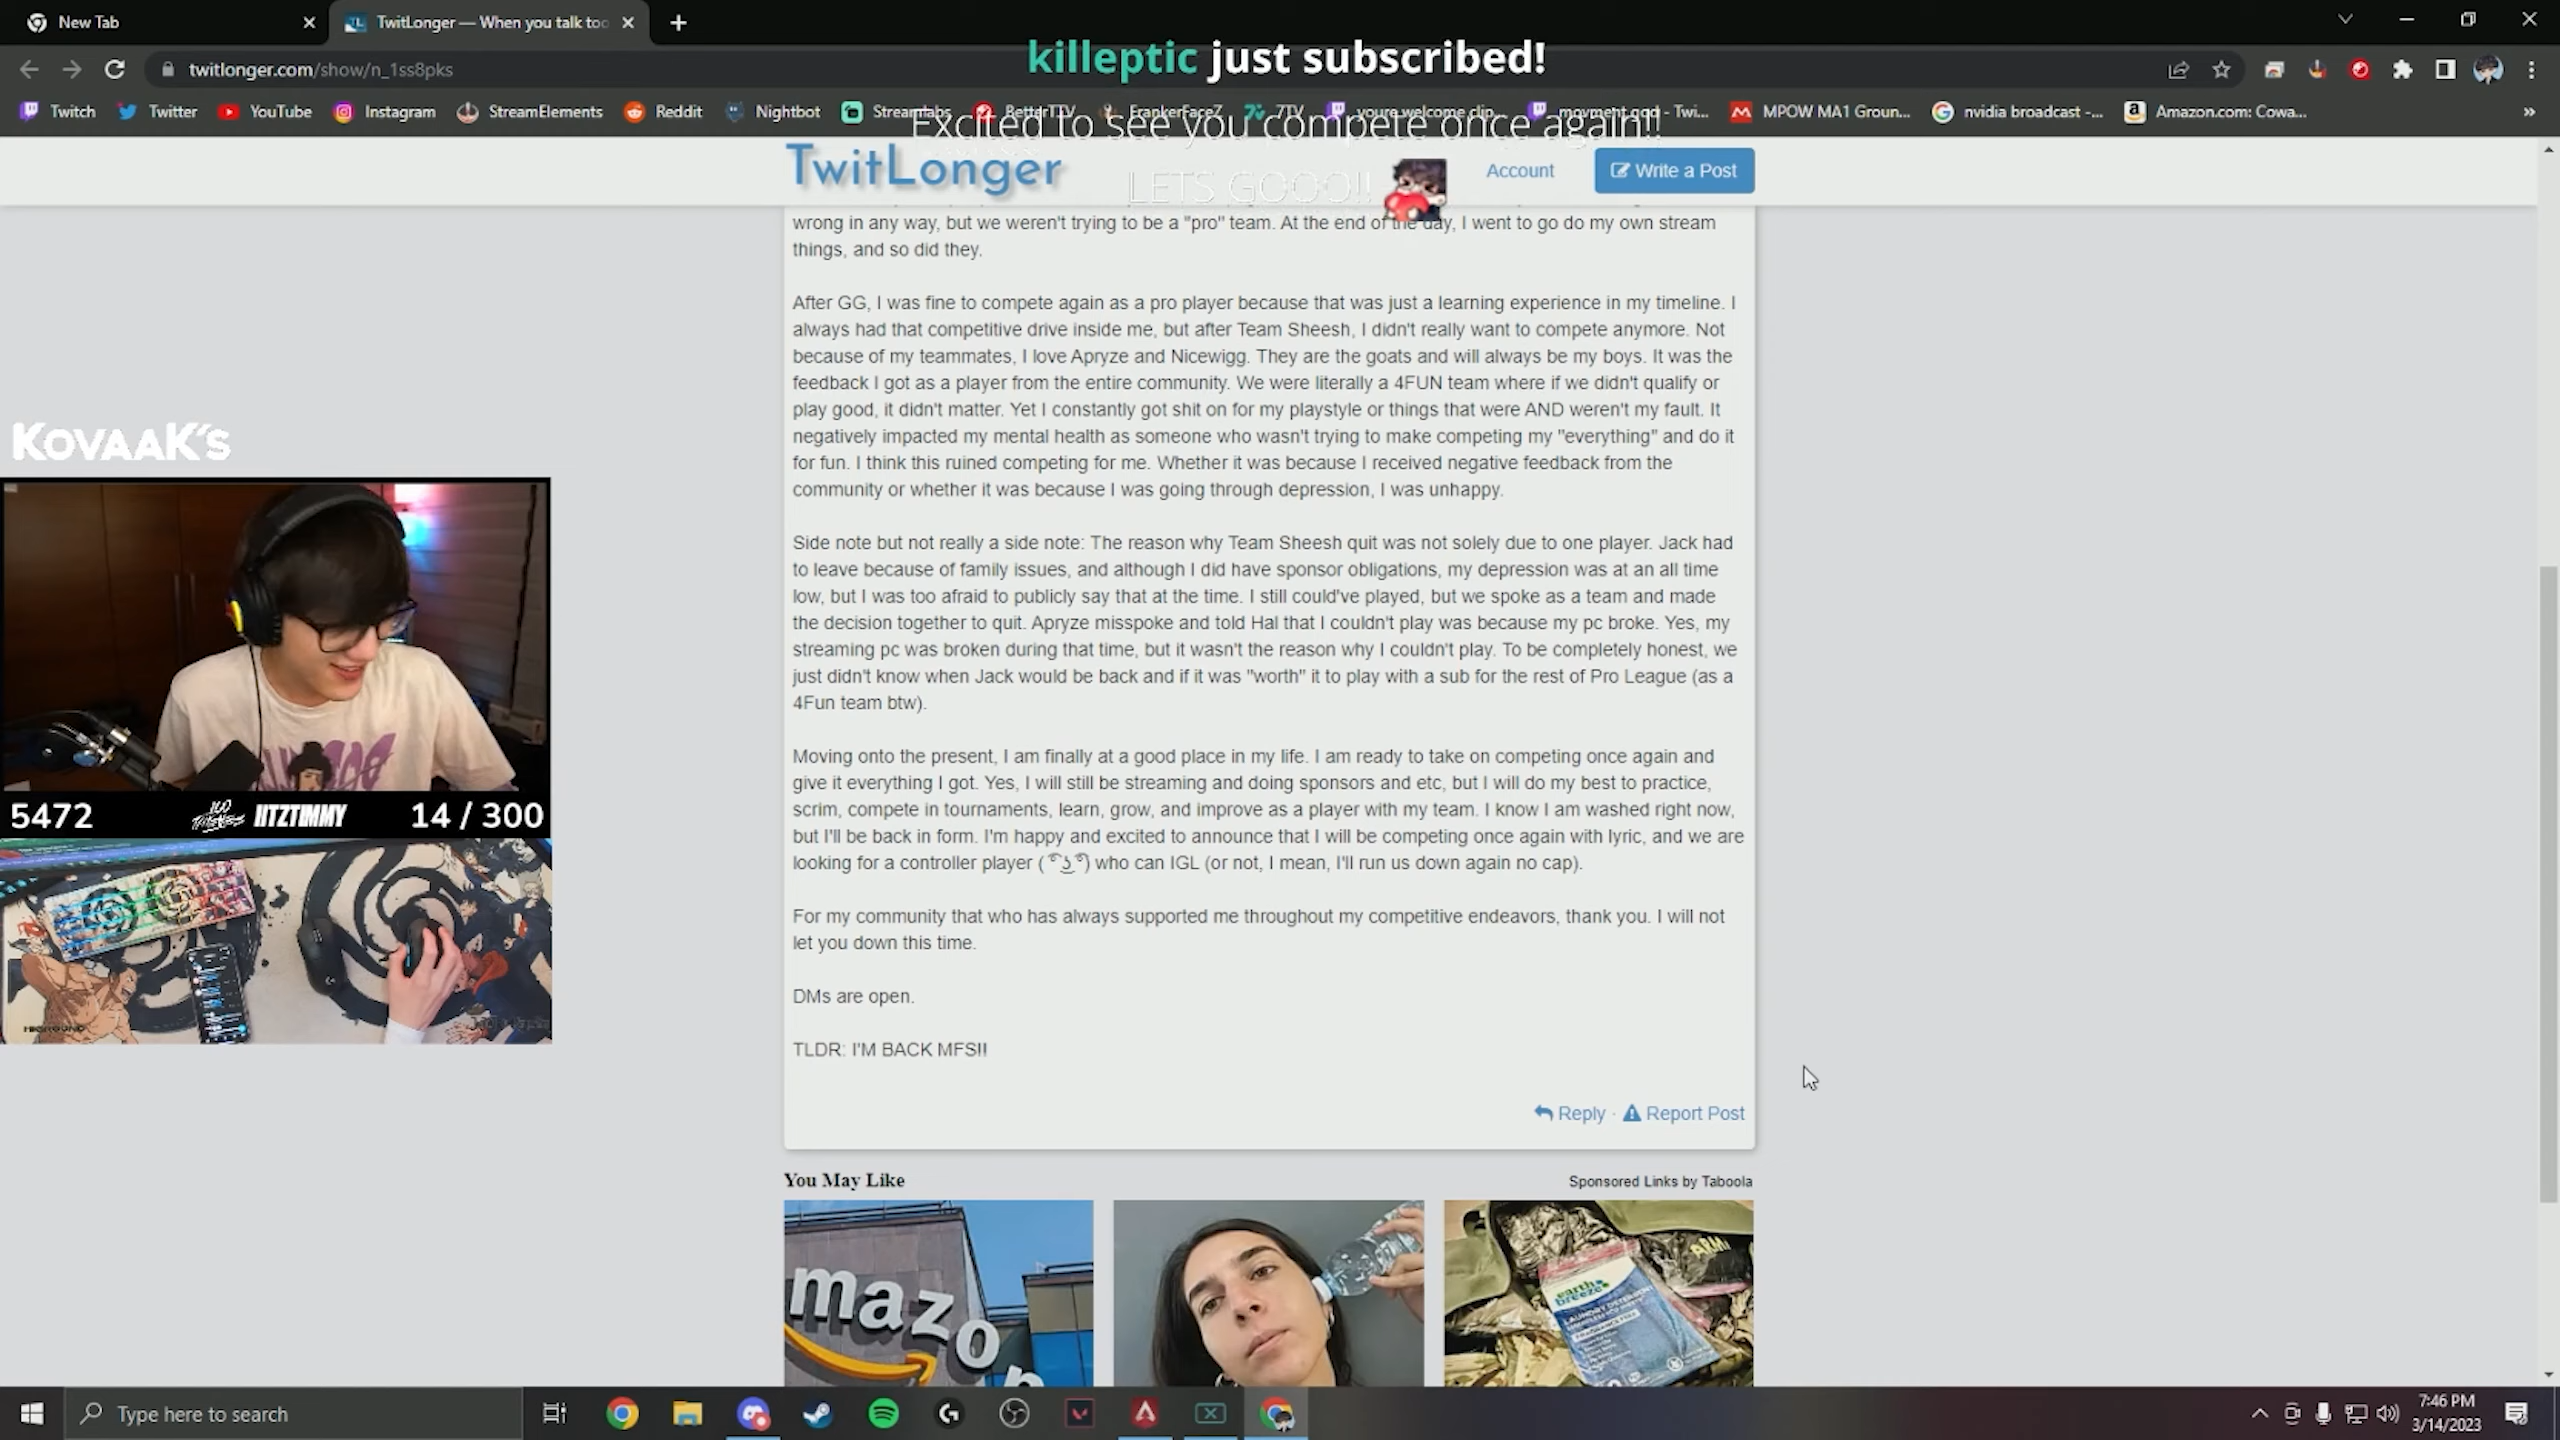 New Tab
TwitLonger — When you talk too
killeptic just subscribed!
twitlonger.com/show/n_1ss8pks
Twitch Twitter YouTube Instagram StreamElements Reddit Nightbot Streamlabs BetterTTV FrankerFaceZ 7TV youre welcome clip... movment.gqd - Twi... MPOW MA1 Groun... nvidia broadcast -... Amazon.com: Cowa...
Excited to see you compete once again!!
LETS GOOO!!
TwitLonger
Account
Write a Post
wrong in any way, but we weren't trying to be a "pro" team. At the end of the day, I went to go do my own stream
things, and so did they.
After GG, I was fine to compete again as a pro player because that was just a learning experience in my timeline. I
always had that competitive drive inside me, but after Team Sheesh, I didn't really want to compete anymore. Not
because of my teammates, I love Apryze and Nicewigg. They are the goats and will always be my boys. It was the
feedback I got as a player from the entire community. We were literally a 4FUN team where if we didn't qualify or
play good, it didn't matter. Yet I constantly got shit on for my playstyle or things that were AND weren't my fault. It
negatively impacted my mental health as someone who wasn't trying to make competing my "everything" and do it
for fun. I think this ruined competing for me. Whether it was because I received negative feedback from the
community or whether it was because I was going through depression, I was unhappy.
Side note but not really a side note: The reason why Team Sheesh quit was not solely due to one player. Jack had
to leave because of family issues, and although I did have sponsor obligations, my depression was at an all time
low, but I was too afraid to publicly say that at the time. I still could've played, but we spoke as a team and made
the decision together to quit. Apryze misspoke and told Hal that I couldn't play was because my pc broke. Yes, my
streaming pc was broken during that time, but it wasn't the reason why I couldn't play. To be completely honest, we
just didn't know when Jack would be back and if it was "worth" it to play with a sub for the rest of Pro League (as a
4Fun team btw).
Moving onto the present, I am finally at a good place in my life. I am ready to take on competing once again and
give it everything I got. Yes, I will still be streaming and doing sponsors and etc, but I will do my best to practice,
scrim, compete in tournaments, learn, grow, and improve as a player with my team. I know I am washed right now,
but I'll be back in form. I'm happy and excited to announce that I will be competing once again with lyric, and we are
looking for a controller player ( ͡° ͜ʖ ͡°) who can IGL (or not, I mean, I'll run us down again no cap).
For my community that who has always supported me throughout my competitive endeavors, thank you. I will not
let you down this time.
DMs are open.
TLDR: I'M BACK MFS!!
Reply · Report Post
KOVAAK'S
5472 100 Thieves IITZTIMMY 14 / 300
HIGROUND
You May Like
Sponsored Links by Taboola
mazon
ARMY
earth breeze
LAUNDRY DETERGENT
FRAGRANCE FREE
Type here to search
7:46 PM
3/14/2023